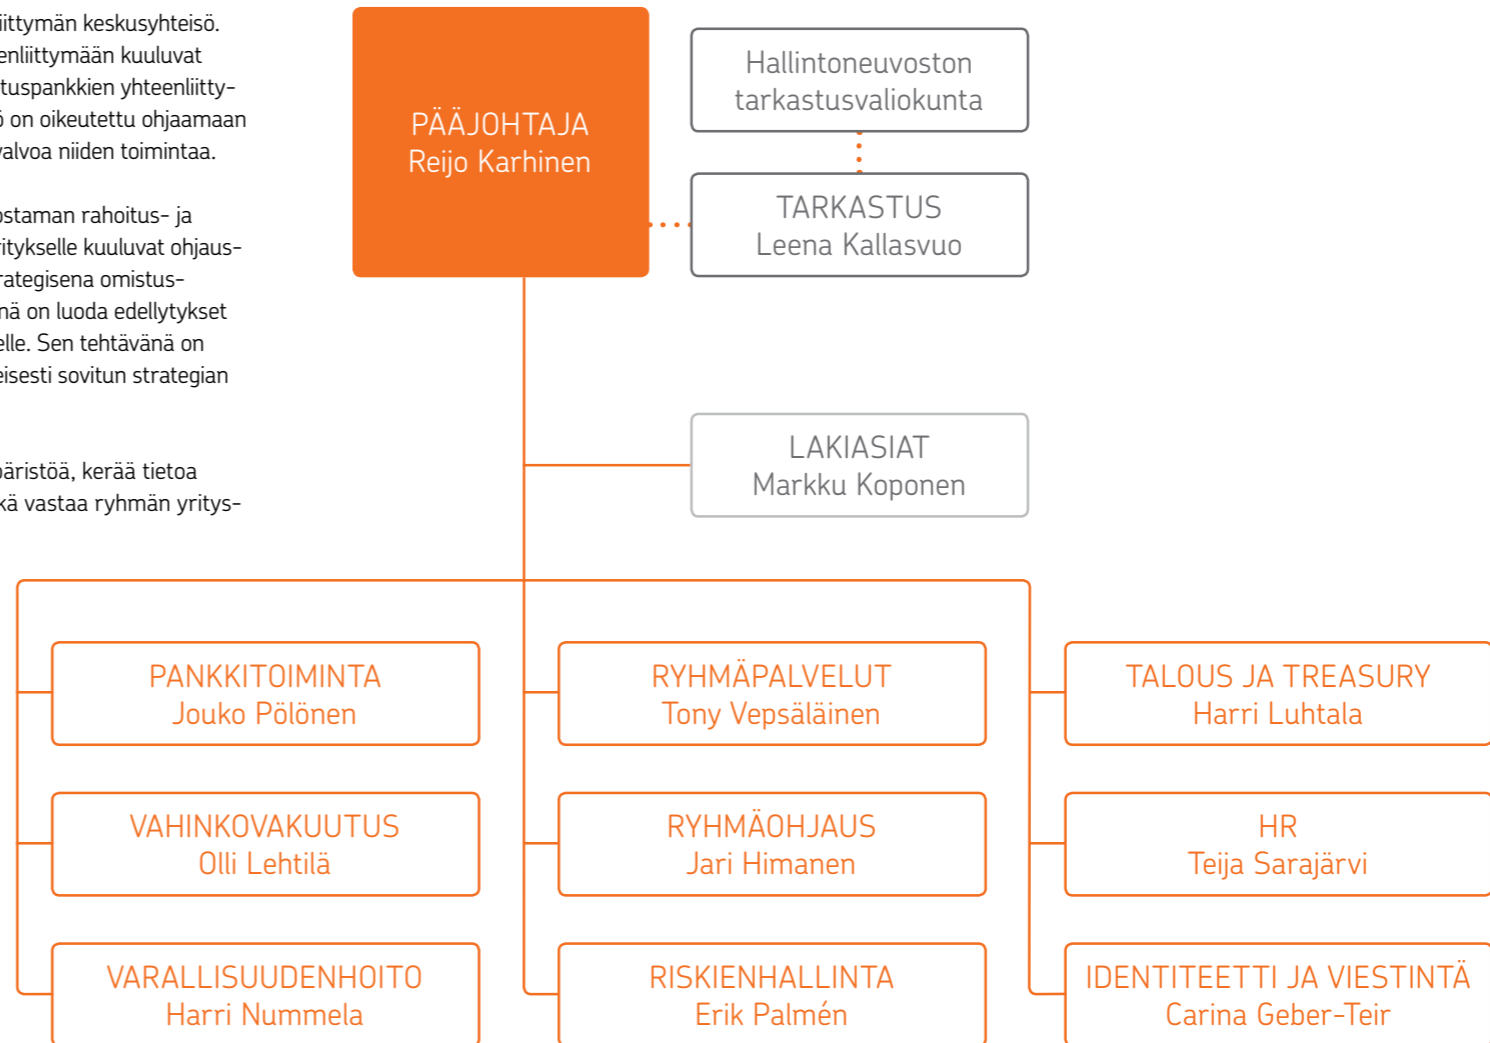 iittymän keskusyhteisö.
enliittymään kuuluvat
tuspankkien yhteenliitty-
ö on oikeutettu ohjaamaan
valvoa niiden toimintaa.
ostaman rahoitus- ja
ritykselle kuuluvat ohjaus-
rategisena omistus-
nä on luoda edellytykset
elle. Sen tehtävänä on
eisesti sovitun strategian
päristöä, kerää tietoa
kä vastaa ryhmän yritys-
PÄÄJOHTAJA
Reijo Karhinen
Hallintoneuvoston
tarkastusvaliokunta
TARKASTUS
Leena Kallasvuo
LAKIASIAT
Markku Koponen
PANKKITOIMINTA
Jouko Pölönen
VAHINKOVAKUUTUS
Olli Lehtilä
VARALLISUUDENHOITO
Harri Nummela
RYHMÄPALVELUT
Tony Vepsäläinen
RYHMÄOHJAUS
Jari Himanen
RISKIENHALLINTA
Erik Palmén
TALOUS JA TREASURY
Harri Luhtala
HR
Teija Sarajärvi
IDENTITEETTI JA VIESTINTÄ
Carina Geber-Teir